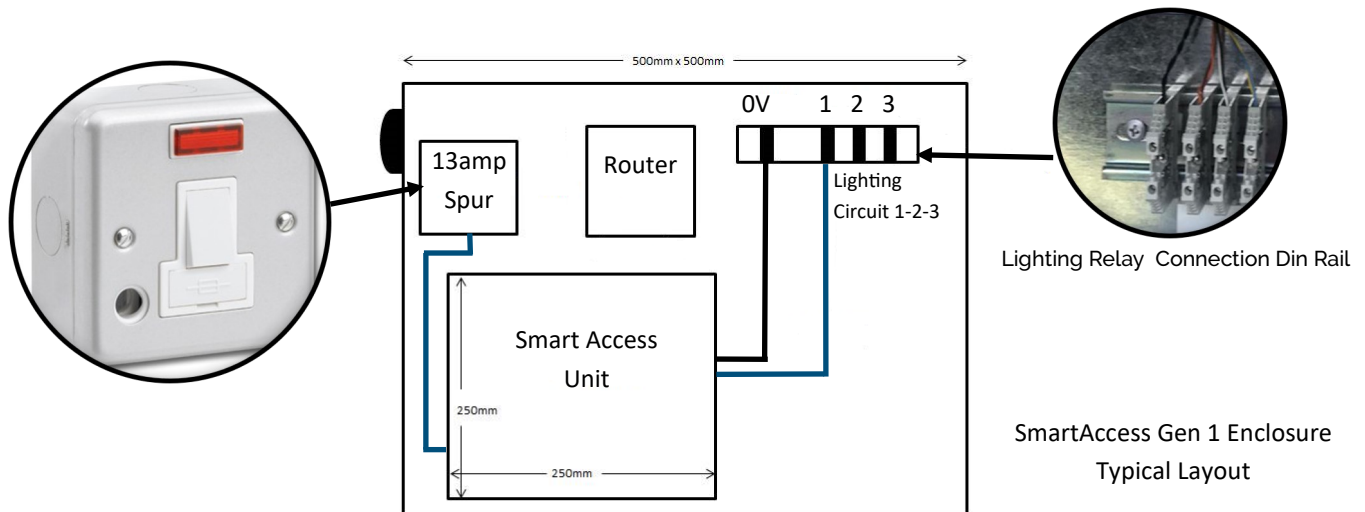 500mm x 500mm
0V 1 2 3
13amp
Spur
Router
Lighting
Circuit 1-2-3
Lighting Relay Connection Din Rail
Smart Access
Unit
250mm
250mm
SmartAccess Gen 1 Enclosure
Typical Layout